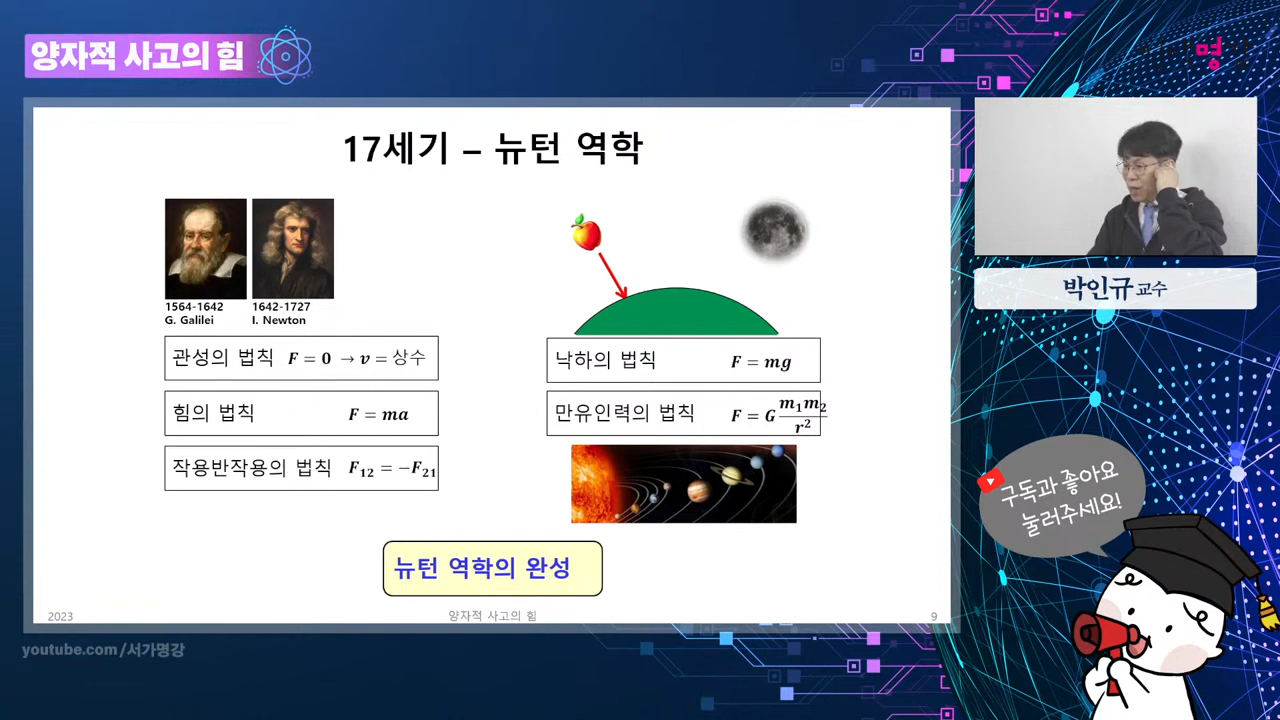 양자적 사고의 힘
명
17세기 – 뉴턴 역학
1564-1642
G. Galilei
1642-1727
I. Newton
관성의 법칙 F = 0 → v = 상수
힘의 법칙 F = ma
작용반작용의 법칙 F₁₂ = −F₂₁
낙하의 법칙 F = mg
만유인력의 법칙 F = G m₁m₂ / r²
뉴턴 역학의 완성
2023
양자적 사고의 힘
9
박인규 교수
구독과 좋아요
눌러주세요!
youtube.com/서가명강